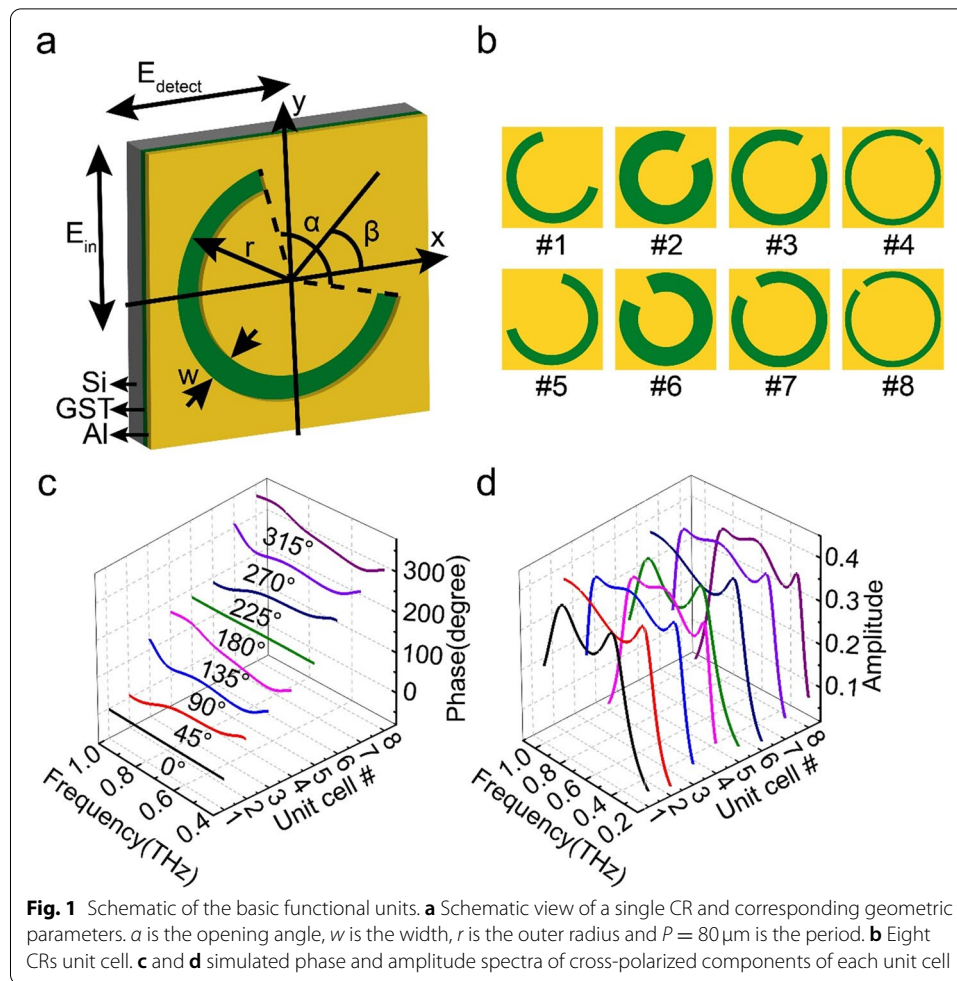 a
E detect
y
E in
α
β
r
x
w
Si
GST
Al
b
#1 #2 #3 #4
#5 #6 #7 #8
c
315°
270°
225°
180°
135°
90°
45°
0°
300
200
100
0
Phase(degree)
1.0 0.8 0.6 0.4
Frequency(THz)
1 2 3 4 5 6 7 8
Unit cell #
d
0.4
0.3
0.2
0.1
Amplitude
1.0 0.8 0.6 0.4 0.2
Frequency(THz)
1 2 3 4 5 6 7 8
Unit cell #
Fig. 1 Schematic of the basic functional units. a Schematic view of a single CR and corresponding geometric
parameters. α is the opening angle, w is the width, r is the outer radius and P = 80 μm is the period. b Eight
CRs unit cell. c and d simulated phase and amplitude spectra of cross-polarized components of each unit cell